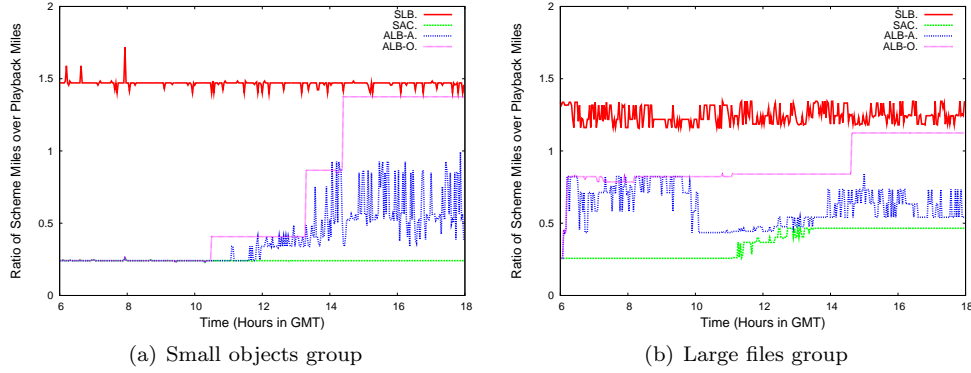 Ratio of Scheme Miles over Playback Miles
2
1.5
1
0.5
0
6 8 10 12 14 16 18
Time (Hours in GMT)
SLB.
SAC.
ALB-A.
ALB-O.
(a) Small objects group
Ratio of Scheme Miles over Playback Miles
2
1.5
1
0.5
0
6 8 10 12 14 16 18
Time (Hours in GMT)
SLB.
SAC.
ALB-A.
ALB-O.
(b) Large files group